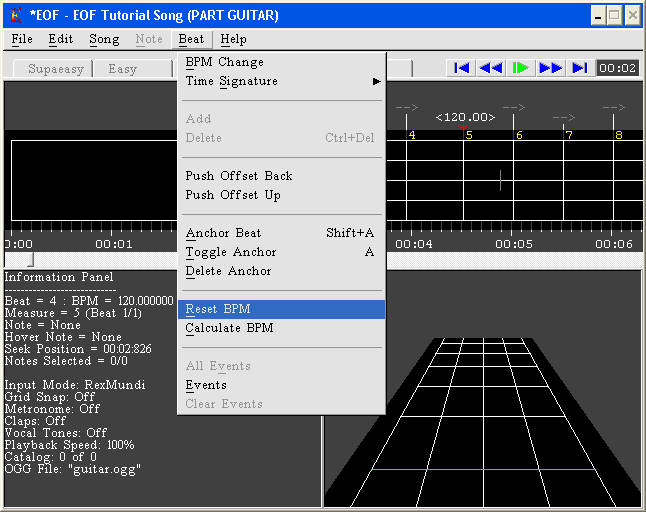 *EOF - EOF Tutorial Song (PART GUITAR)
File Edit Song Note Beat Help
Supaeasy Easy 00:02
BPM Change
Time Signature
Add
Delete Ctrl+Del
Push Offset Back
Push Offset Up
Anchor Beat Shift+A
Toggle Anchor A
Delete Anchor
Reset BPM
Calculate BPM
All Events
Events
Clear Events
--> --> --> -->
<120.00>
4 5 6 7 8
0:00 00:01 00:04 00:05 00:06
Information Panel
----------------------------
Beat = 4 : BPM = 120.000000
Measure = 5 (Beat 1/1)
Note = None
Hover Note = None
Seek Position = 00:02:826
Notes Selected = 0/0
Input Mode: RexMundi
Grid Snap: Off
Metronome: Off
Claps: Off
Vocal Tones: Off
Playback Speed: 100%
Catalog: 0 of 0
OGG File: "guitar.ogg"